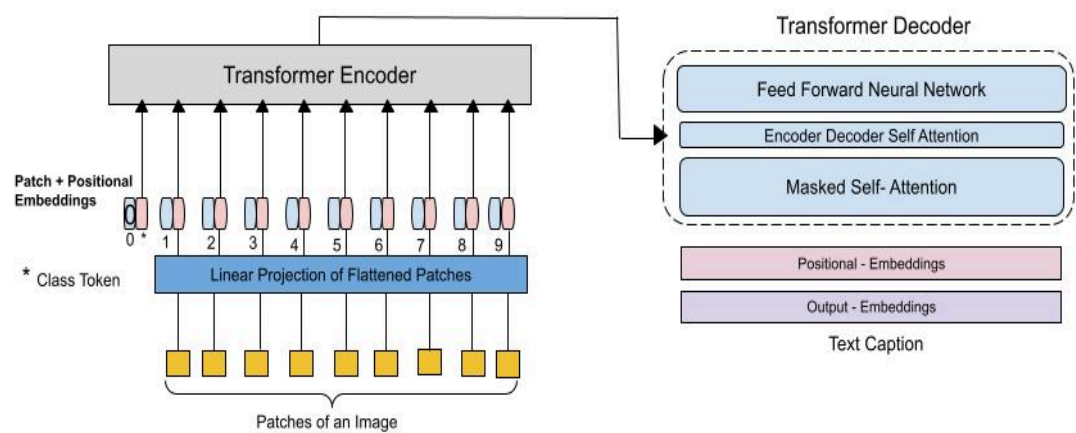 Transformer Decoder
Transformer Encoder
Feed Forward Neural Network
Encoder Decoder Self Attention
Masked Self- Attention
Patch + Positional
Embeddings
0 * 1 2 3 4 5 6 7 8 9
* Class Token
Linear Projection of Flattened Patches
Positional - Embeddings
Output - Embeddings
Text Caption
Patches of an Image